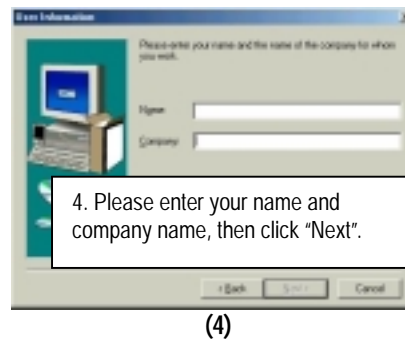 User Information
Please enter your name and the name of the company for whom
you work.
Name:
Company:
4. Please enter your name and
company name, then click “Next”.
< Back
Next >
Cancel
(4)